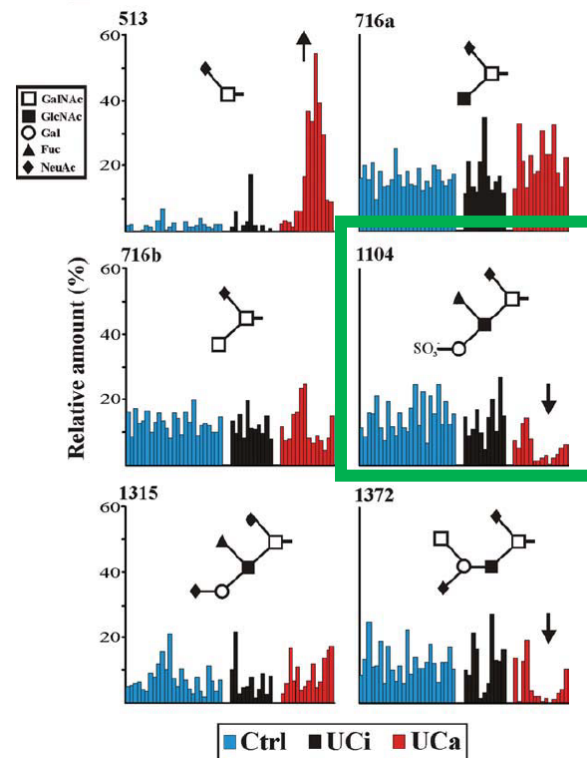 513
716a
GalNAc
GlcNAc
Gal
Fuc
NeuAc
60
40
20
Relative amount (%)
716b
1104
60
40
20
SO3-
1315
1372
60
40
20
Ctrl
UCi
UCa